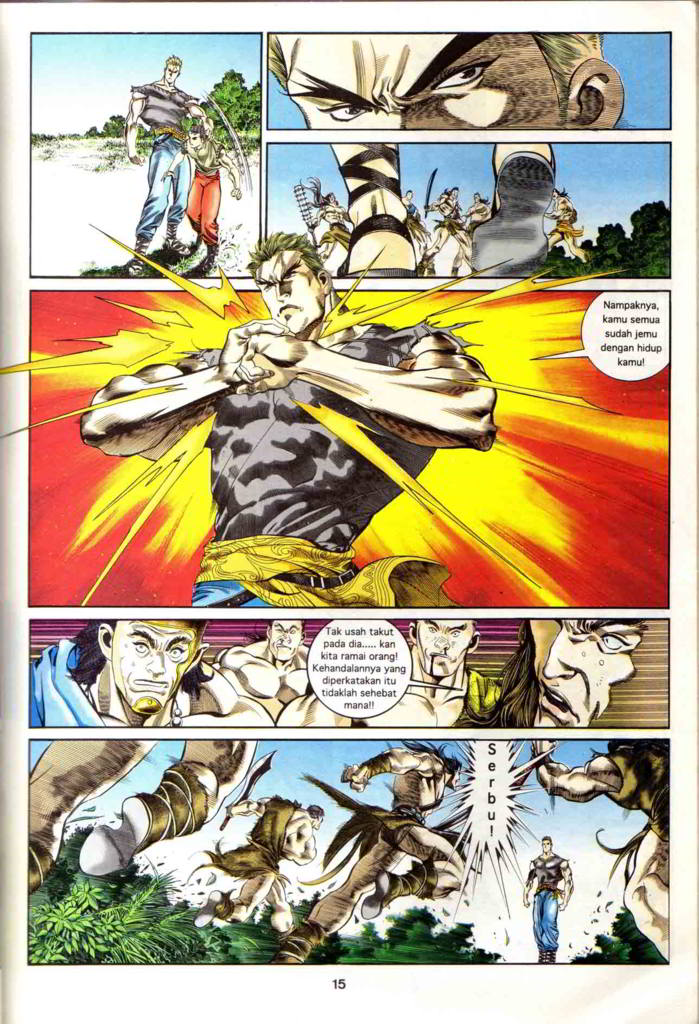 Nampaknya,
kamu semua
sudah jemu
dengan hidup
kamu!
Tak usah takut
pada dia..... kan
kita ramai orang!
Kehandalannya yang
diperkatakan itu
tidaklah sehebat
mana!!
Serbu!
15